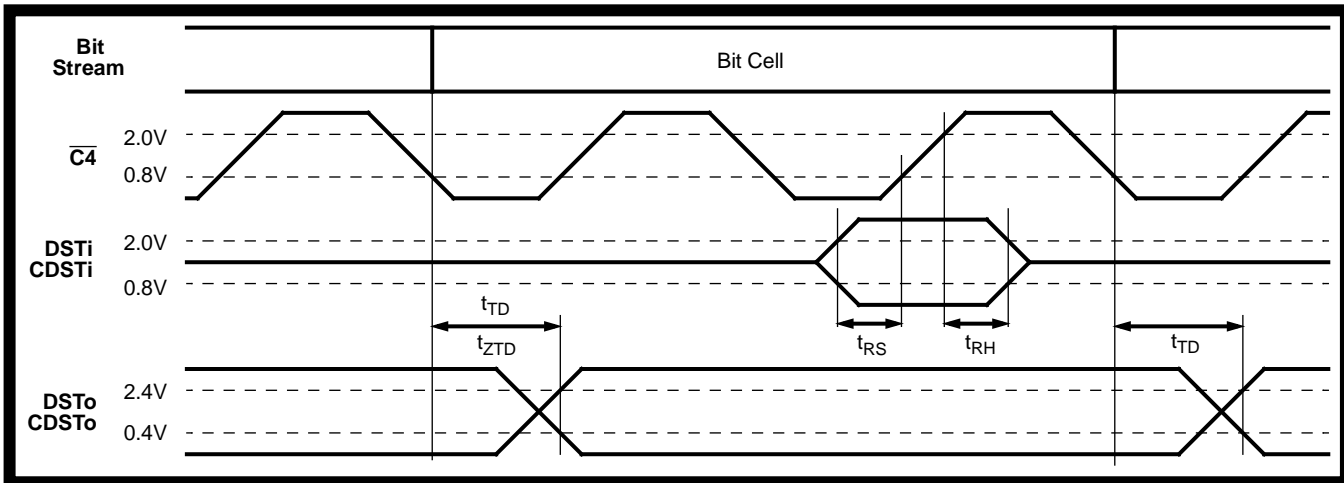 Bit
Stream
Bit Cell
C4
2.0V
0.8V
DSTi
CDSTi
2.0V
0.8V
tTD
tZTD
tRS
tRH
tTD
DSTo
CDSTo
2.4V
0.4V